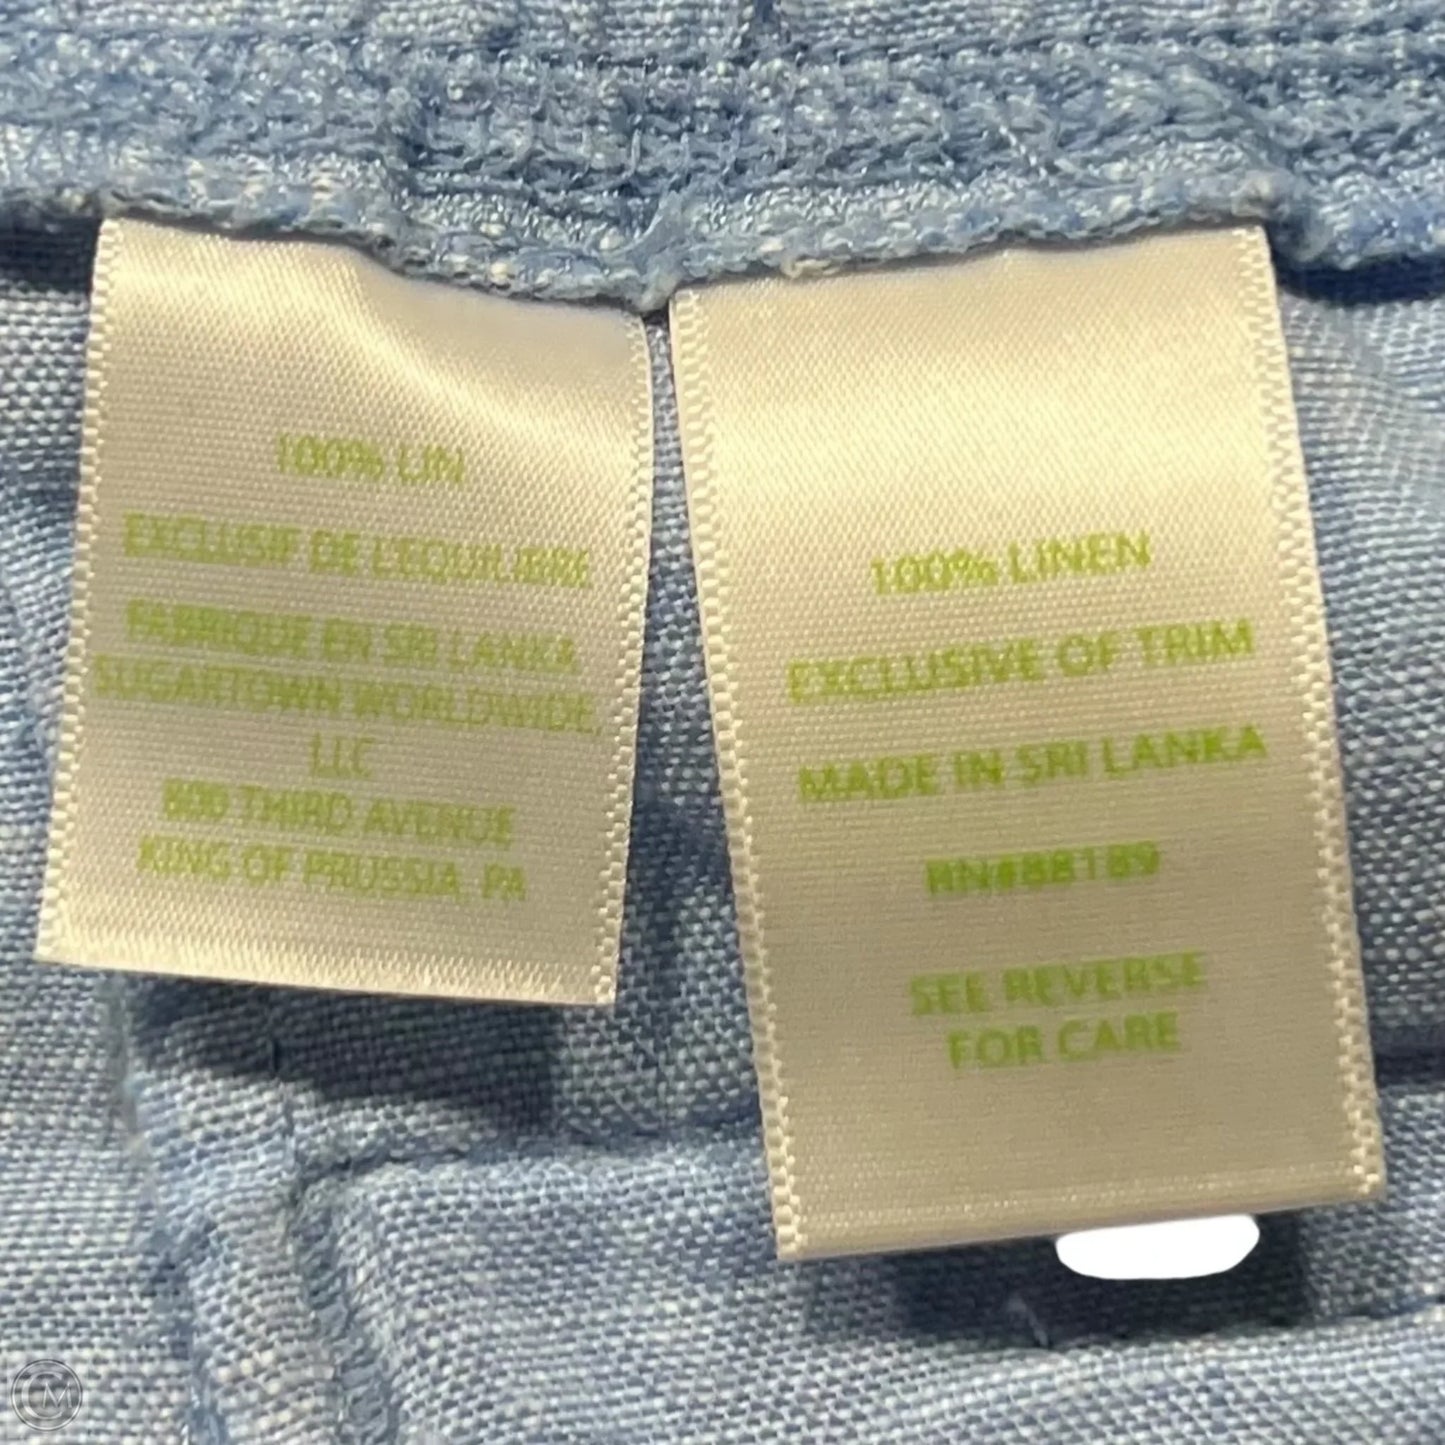 100% LIN
EXCLUSIF DE L'EQUILIBRE
FABRIQUE EN SRI LANKA
SUGARTOWN WORLDWIDE,
LLC
800 THIRD AVENUE
KING OF PRUSSIA, PA
100% LINEN
EXCLUSIVE OF TRIM
MADE IN SRI LANKA
RN#88189
SEE REVERSE
FOR CARE
CM